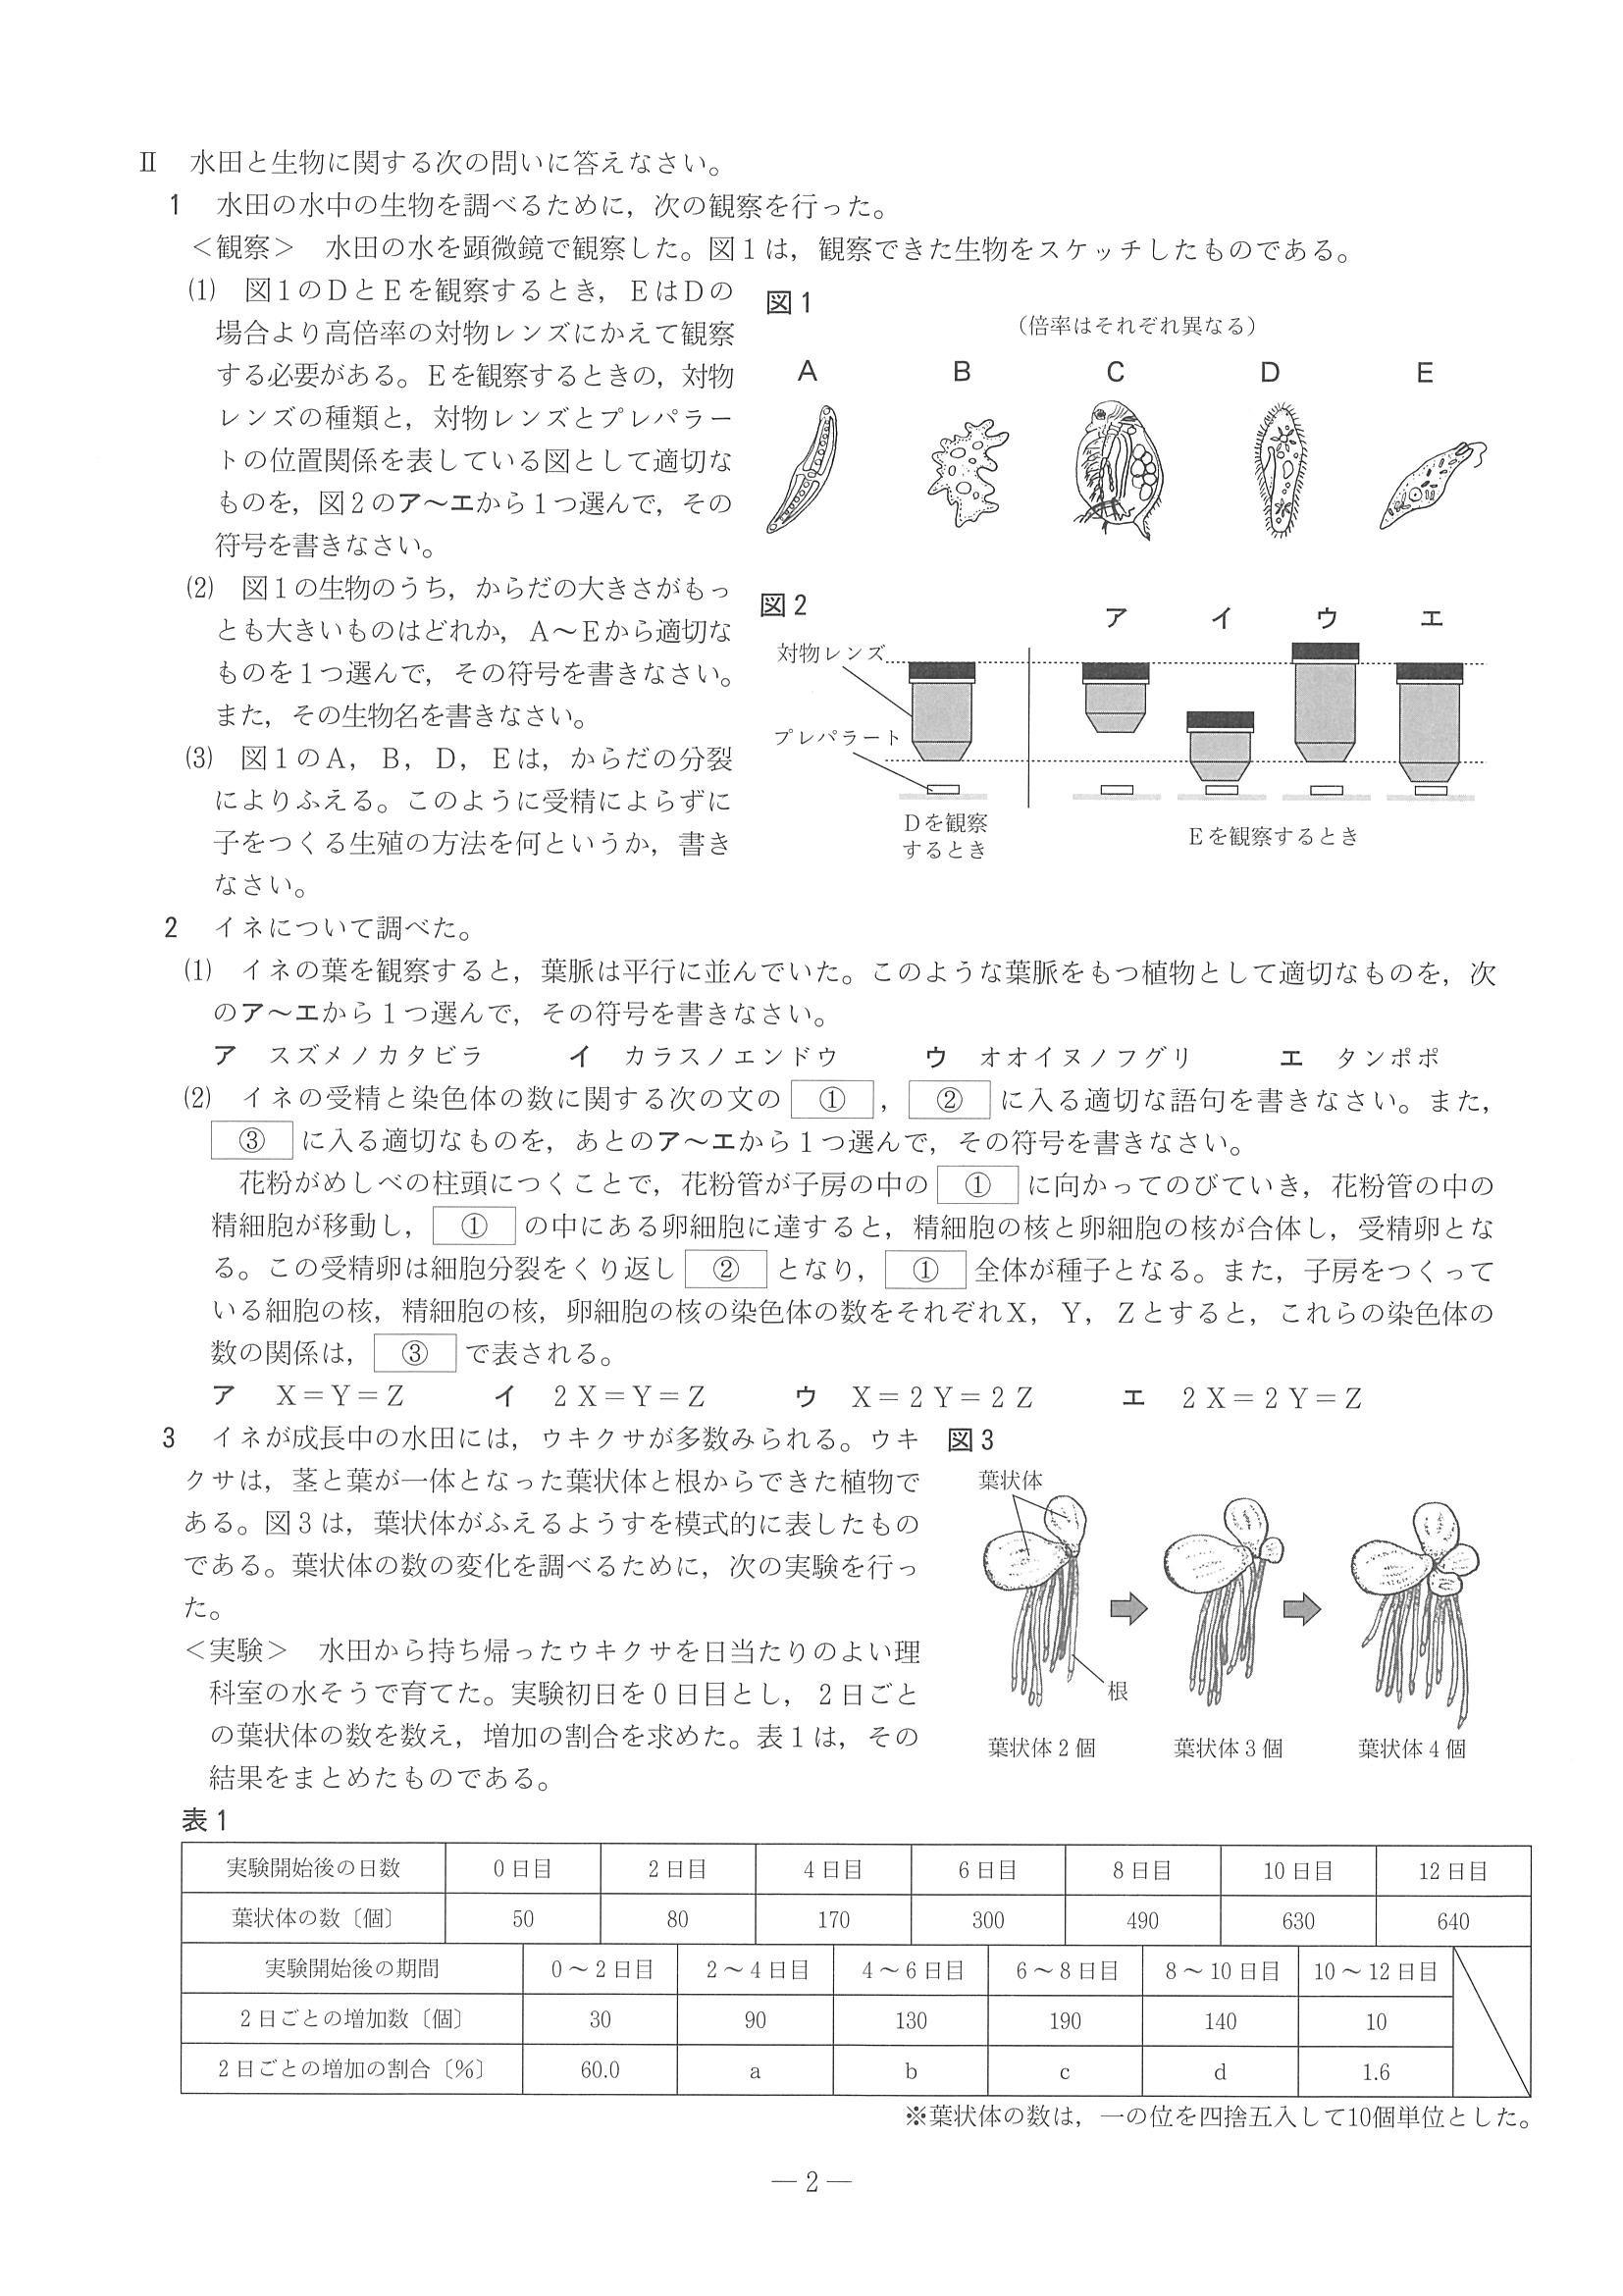 Ⅱ 水田と生物に関する次の問いに答えなさい。
1 水田の水中の生物を調べるために，次の観察を行った。
＜観察＞ 水田の水を顕微鏡で観察した。図１は，観察できた生物をスケッチしたものである。
⑴ 図１のＤとＥを観察するとき，ＥはＤの
場合より高倍率の対物レンズにかえて観察
する必要がある。Ｅを観察するときの，対物
レンズの種類と，対物レンズとプレパラー
トの位置関係を表している図として適切な
ものを，図２のア～エから１つ選んで，その
符号を書きなさい。
⑵ 図１の生物のうち，からだの大きさがもっ
とも大きいものはどれか，Ａ～Ｅから適切な
ものを１つ選んで，その符号を書きなさい。
また，その生物名を書きなさい。
⑶ 図１のＡ，Ｂ，Ｄ，Ｅは，からだの分裂
によりふえる。このように受精によらずに
子をつくる生殖の方法を何というか，書き
なさい。
図１
（倍率はそれぞれ異なる）
A B C D E
図２
ア イ ウ エ
対物レンズ
プレパラート
Ｄを観察
するとき
Ｅを観察するとき
2 イネについて調べた。
⑴ イネの葉を観察すると，葉脈は平行に並んでいた。このような葉脈をもつ植物として適切なものを，次
のア～エから１つ選んで，その符号を書きなさい。
ア スズメノカタビラ イ カラスノエンドウ ウ オオイヌノフグリ エ タンポポ
⑵ イネの受精と染色体の数に関する次の文の ① ， ② に入る適切な語句を書きなさい。また，
③ に入る適切なものを，あとのア～エから１つ選んで，その符号を書きなさい。
花粉がめしべの柱頭につくことで，花粉管が子房の中の ① に向かってのびていき，花粉管の中の
精細胞が移動し， ① の中にある卵細胞に達すると，精細胞の核と卵細胞の核が合体し，受精卵とな
る。この受精卵は細胞分裂をくり返し ② となり， ① 全体が種子となる。また，子房をつくって
いる細胞の核，精細胞の核，卵細胞の核の染色体の数をそれぞれＸ，Ｙ，Ｚとすると，これらの染色体の
数の関係は， ③ で表される。
ア Ｘ＝Ｙ＝Ｚ イ ２Ｘ＝Ｙ＝Ｚ ウ Ｘ＝２Ｙ＝２Ｚ エ ２Ｘ＝２Ｙ＝Ｚ
3 イネが成長中の水田には，ウキクサが多数みられる。ウキ
クサは，茎と葉が一体となった葉状体と根からできた植物で
ある。図３は，葉状体がふえるようすを模式的に表したもの
である。葉状体の数の変化を調べるために，次の実験を行っ
た。
＜実験＞ 水田から持ち帰ったウキクサを日当たりのよい理
科室の水そうで育てた。実験初日を０日目とし，２日ごと
の葉状体の数を数え，増加の割合を求めた。表１は，その
結果をまとめたものである。
図３
葉状体
根
葉状体２個 葉状体３個 葉状体４個
表１
実験開始後の日数 ０日目 ２日目 ４日目 ６日目 ８日目 10日目 12日目
葉状体の数〔個〕 50 80 170 300 490 630 640
実験開始後の期間 ０～２日目 ２～４日目 ４～６日目 ６～８日目 ８～10日目 10～12日目
２日ごとの増加数〔個〕 30 90 130 190 140 10
２日ごとの増加の割合〔％〕 60.0 a b c d 1.6
※葉状体の数は，一の位を四捨五入して10個単位とした。
― 2 ―